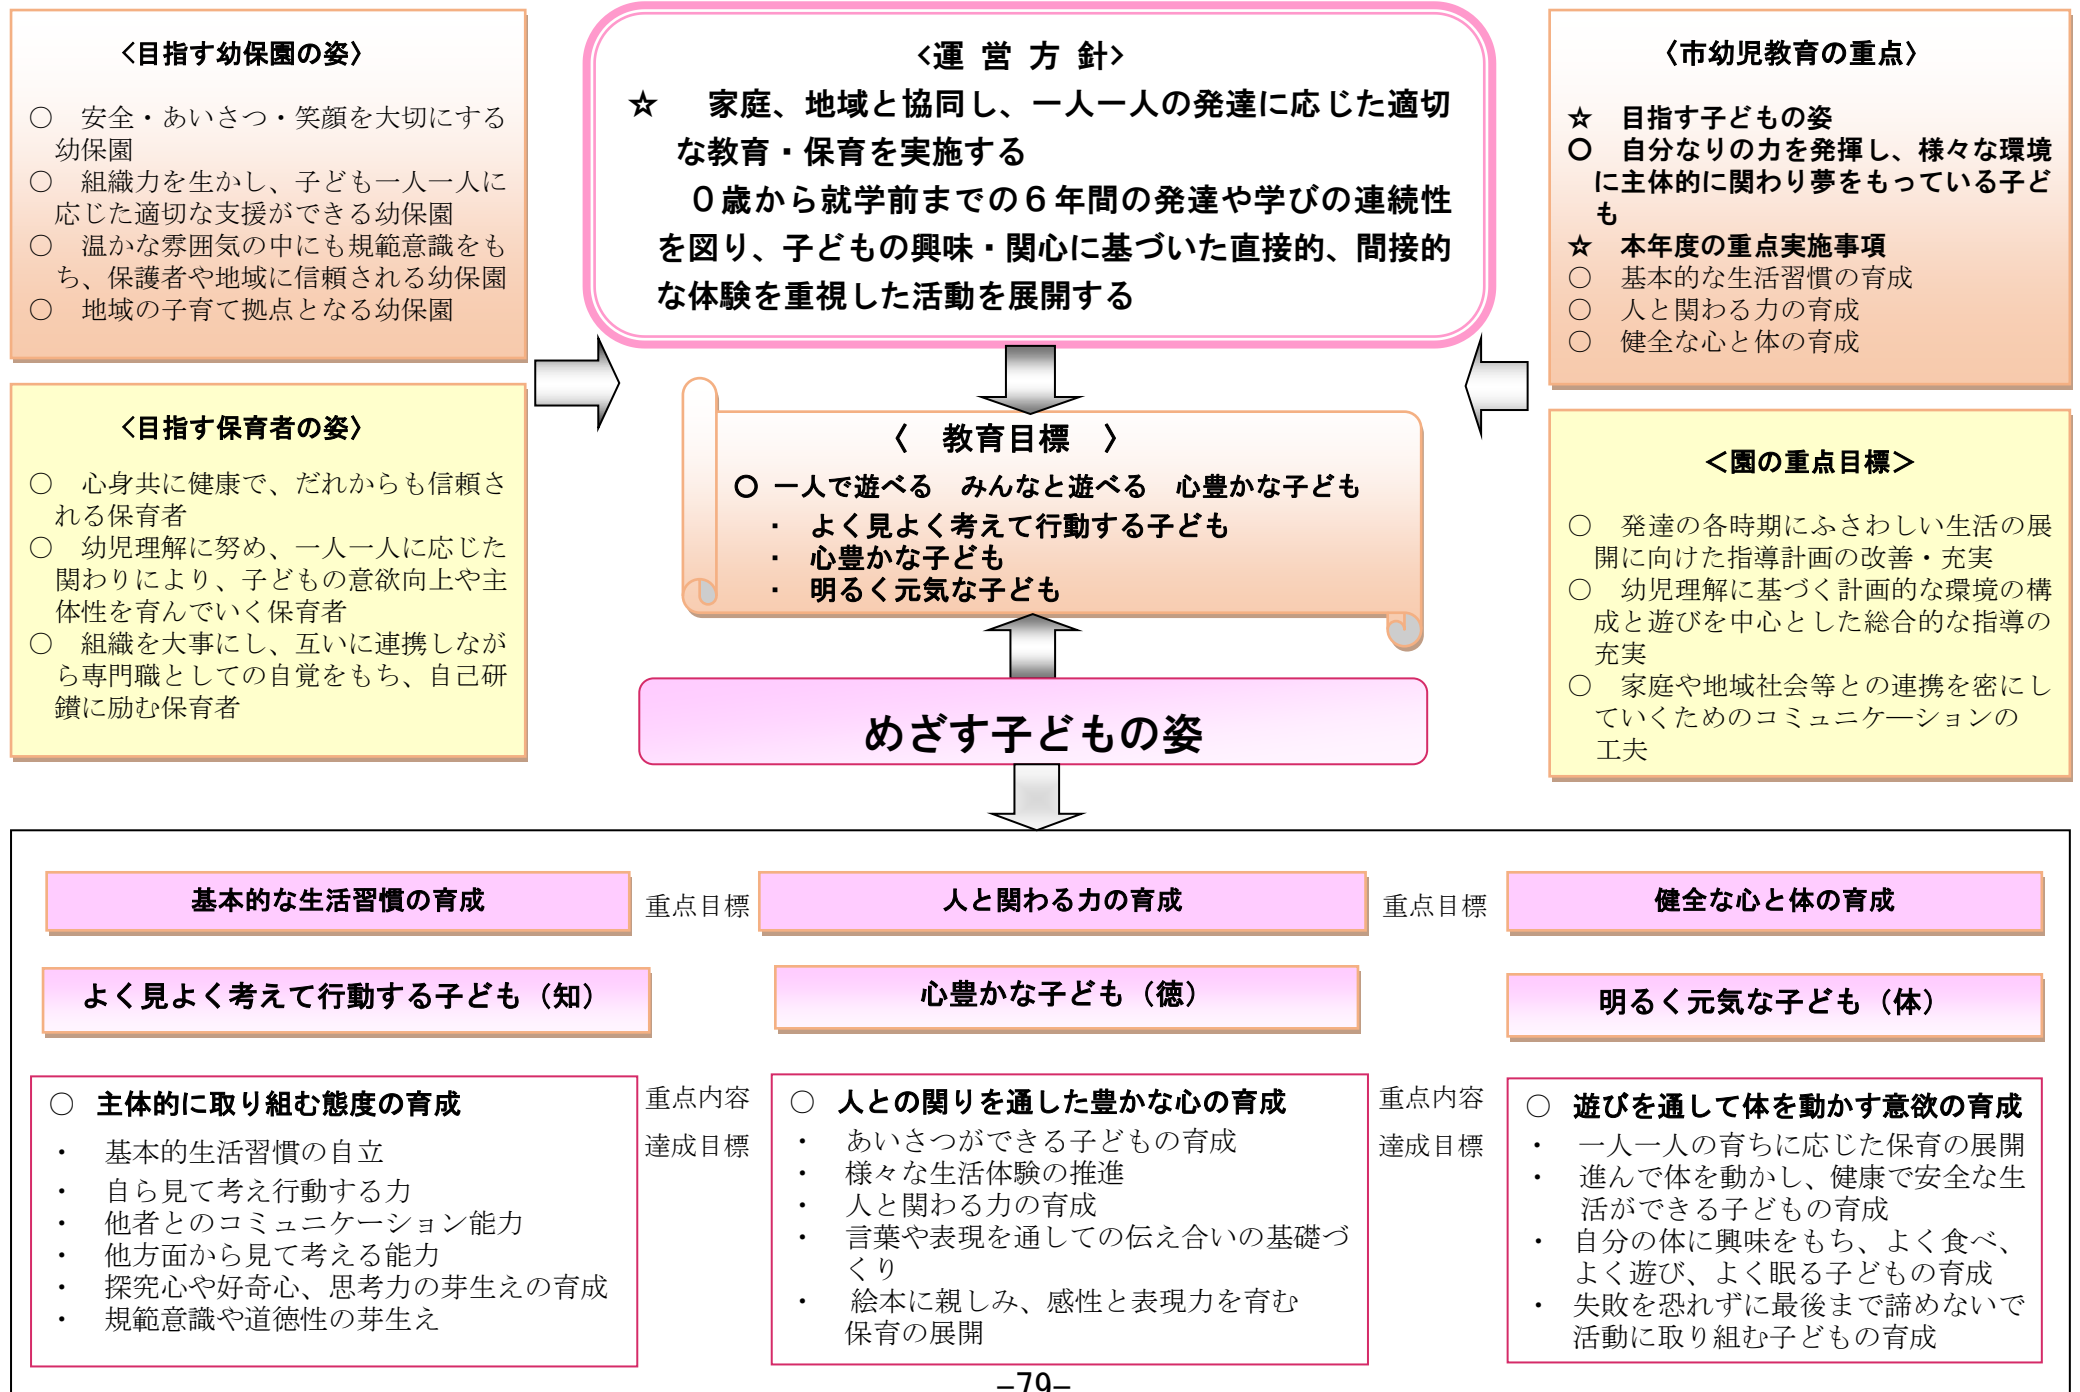 〈目指す幼保園の姿〉
○　安全・あいさつ・笑顔を大切にする
幼保園
○　組織力を生かし、子ども一人一人に
応じた適切な支援ができる幼保園
○　温かな雰囲気の中にも規範意識をも
ち、保護者や地域に信頼される幼保園
○　地域の子育て拠点となる幼保園
〈目指す保育者の姿〉
○　心身共に健康で、だれからも信頼さ
れる保育者
○　幼児理解に努め、一人一人に応じた
関わりにより、子どもの意欲向上や主
体性を育んでいく保育者
○　組織を大事にし、互いに連携しなが
ら専門職としての自覚をもち、自己研
鑽に励む保育者
<運 営 方 針>
☆　家庭、地域と協同し、一人一人の発達に応じた適切
な教育・保育を実施する
０歳から就学前までの６年間の発達や学びの連続性
を図り、子どもの興味・関心に基づいた直接的、間接的
な体験を重視した活動を展開する
〈　教育目標　〉
○ 一人で遊べる　みんなと遊べる　心豊かな子ども
・　よく見よく考えて行動する子ども
・　心豊かな子ども
・　明るく元気な子ども
めざす子どもの姿
〈市幼児教育の重点〉
☆　目指す子どもの姿
○　自分なりの力を発揮し、様々な環境
に主体的に関わり夢をもっている子ど
も
☆　本年度の重点実施事項
○　基本的な生活習慣の育成
○　人と関わる力の育成
○　健全な心と体の育成
＜園の重点目標＞
○　発達の各時期にふさわしい生活の展
開に向けた指導計画の改善・充実
○　幼児理解に基づく計画的な環境の構
成と遊びを中心とした総合的な指導の
充実
○　家庭や地域社会等との連携を密にし
ていくためのコミュニケーションの
工夫
基本的な生活習慣の育成
重点目標
人と関わる力の育成
重点目標
健全な心と体の育成
よく見よく考えて行動する子ども（知）
心豊かな子ども（徳）
明るく元気な子ども（体）
○　主体的に取り組む態度の育成
・　基本的生活習慣の自立
・　自ら見て考え行動する力
・　他者とのコミュニケーション能力
・　他方面から見て考える能力
・　探究心や好奇心、思考力の芽生えの育成
・　規範意識や道徳性の芽生え
重点内容
達成目標
○　人との関りを通した豊かな心の育成
・　あいさつができる子どもの育成
・　様々な生活体験の推進
・　人と関わる力の育成
・　言葉や表現を通しての伝え合いの基礎づ
くり
・　絵本に親しみ、感性と表現力を育む
保育の展開
重点内容
達成目標
○　遊びを通して体を動かす意欲の育成
・　一人一人の育ちに応じた保育の展開
・　進んで体を動かし、健康で安全な生
活ができる子どもの育成
・　自分の体に興味をもち、よく食べ、
よく遊び、よく眠る子どもの育成
・　失敗を恐れずに最後まで諦めないで
活動に取り組む子どもの育成
−79−